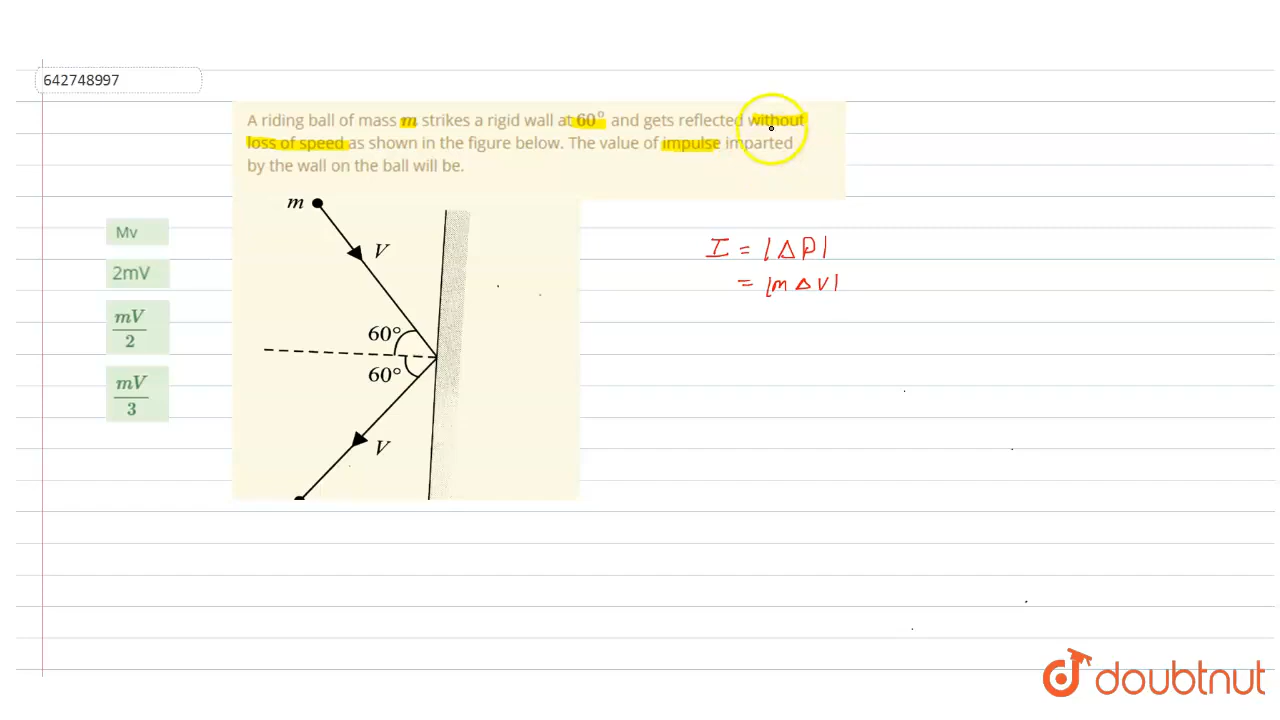 642748997
A riding ball of mass m strikes a rigid wall at 60° and gets reflected without
loss of speed as shown in the figure below. The value of impulse imparted
by the wall on the ball will be.
Mv
2mV
mV/2
mV/3
m
V
60°
60°
V
I = |ΔP|
= |m ΔV|
doubtnut